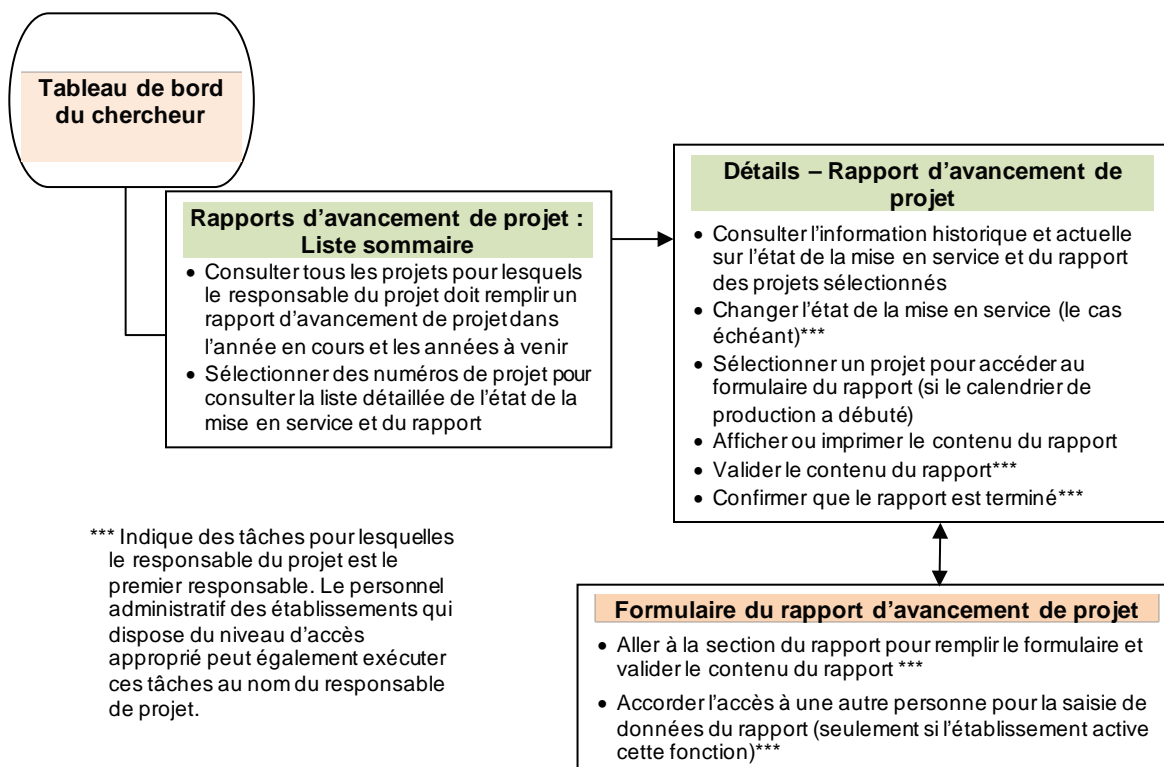 Tableau de bord
du chercheur
Rapports d'avancement de projet :
Liste sommaire
• Consulter tous les projets pour lesquels
le responsable du projet doit remplir un
rapport d'avancement de projet dans
l'année en cours et les années à venir
• Sélectionner des numéros de projet pour
consulter la liste détaillée de l'état de la
mise en service et du rapport
Détails – Rapport d'avancement de
projet
• Consulter l'information historique et actuelle
sur l'état de la mise en service et du rapport
des projets sélectionnés
• Changer l'état de la mise en service (le cas
échéant)***
• Sélectionner un projet pour accéder au
formulaire du rapport (si le calendrier de
production a débuté)
• Afficher ou imprimer le contenu du rapport
• Valider le contenu du rapport***
• Confirmer que le rapport est terminé***
*** Indique des tâches pour lesquelles
le responsable du projet est le
premier responsable. Le personnel
administratif des établissements qui
dispose du niveau d'accès
approprié peut également exécuter
ces tâches au nom du responsable
de projet.
Formulaire du rapport d'avancement de projet
• Aller à la section du rapport pour remplir le formulaire et
valider le contenu du rapport ***
• Accorder l'accès à une autre personne pour la saisie de
données du rapport (seulement si l'établissement active
cette fonction)***